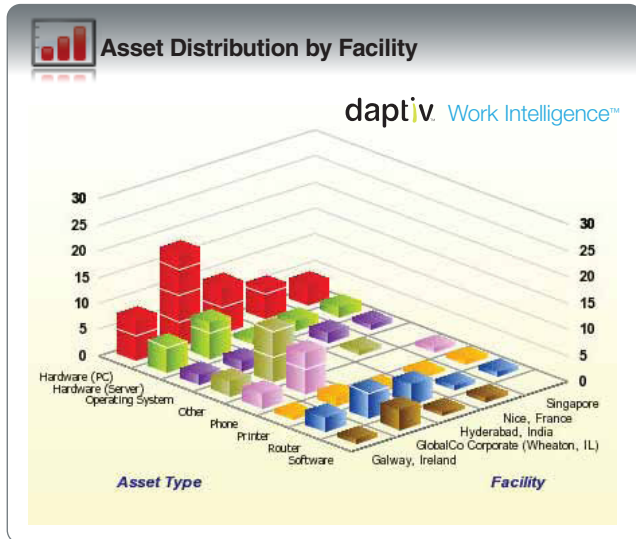 Asset Distribution by Facility
daptiv Work Intelligence™
30
25
20
15
10
5
0
30
25
20
15
10
5
0
Hardware (PC)
Hardware (Server)
Operating System
Other
Phone
Printer
Router
Software
Singapore
Nice, France
Hyderabad, India
GlobalCo Corporate (Wheaton, IL)
Galway, Ireland
Asset Type
Facility